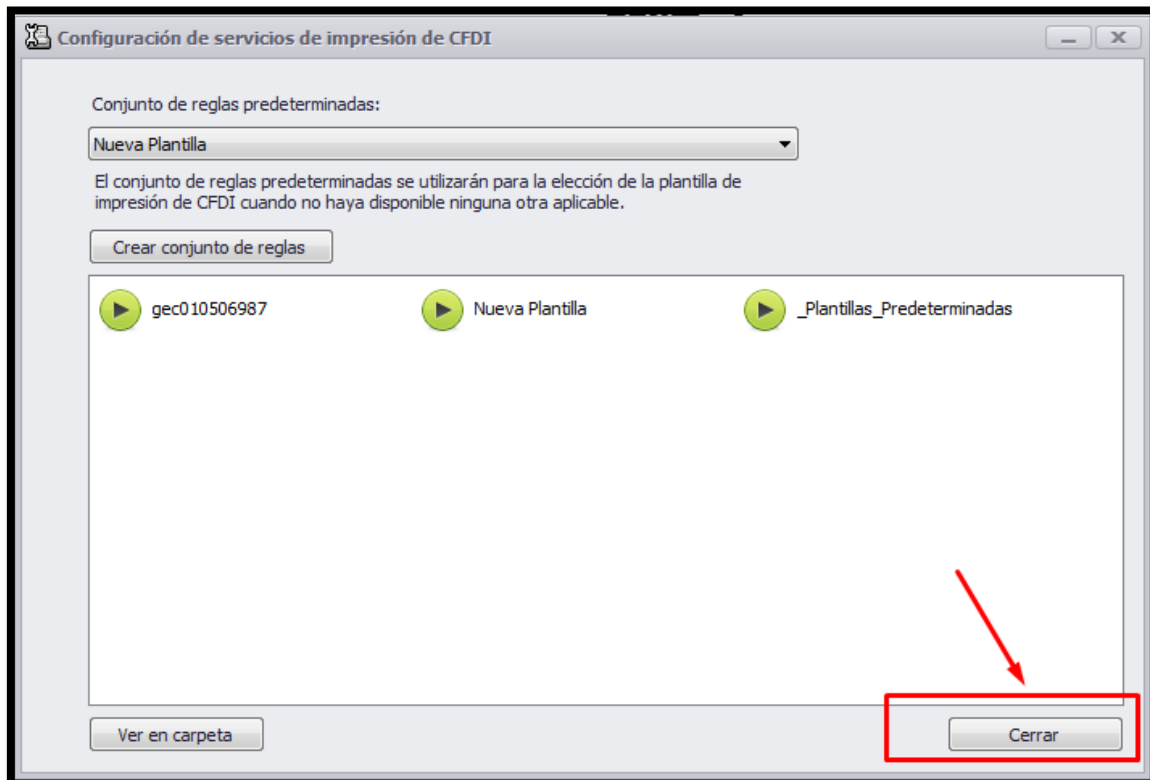 Configuración de servicios de impresión de CFDI
Conjunto de reglas predeterminadas:
Nueva Plantilla
El conjunto de reglas predeterminadas se utilizarán para la elección de la plantilla de
impresión de CFDI cuando no haya disponible ninguna otra aplicable.
Crear conjunto de reglas
gec010506987 Nueva Plantilla _Plantillas_Predeterminadas
Ver en carpeta Cerrar